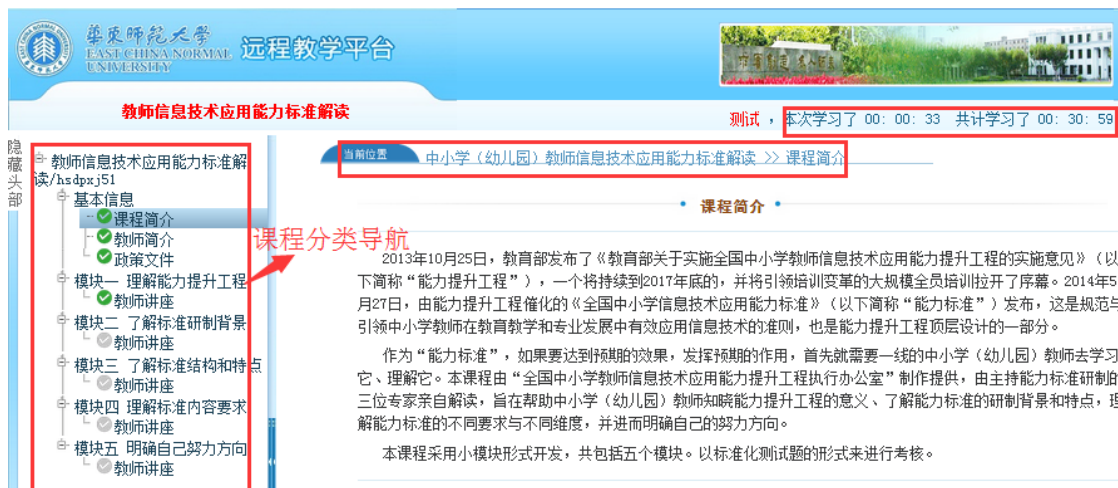 華東师范大學
EAST CHINA NORMAL
UNIVERSITY
远程教学平台
教师信息技术应用能力标准解读
测试 ， 本次学习了 00: 00: 33 共计学习了 00: 30: 59
隐藏头部
教师信息技术应用能力标准解
读/hsdpxj51
基本信息
课程简介
教师简介
政策文件
模块一 理解能力提升工程
教师讲座
模块二 了解标准研制背景
教师讲座
模块三 了解标准结构和特点
教师讲座
模块四 理解标准内容要求
教师讲座
模块五 明确自己努力方向
教师讲座
课程分类导航
当前位置 中小学（幼儿园）教师信息技术应用能力标准解读 >> 课程简介
课程简介
2013年10月25日，教育部发布了《教育部关于实施全国中小学教师信息技术应用能力提升工程的实施意见》（以
下简称“能力提升工程”），一个将持续到2017年底的，并将引领培训变革的大规模全员培训拉开了序幕。2014年5
月27日，由能力提升工程催化的《全国中小学信息技术应用能力标准》（以下简称“能力标准”）发布，这是规范与
引领中小学教师在教育教学和专业发展中有效应用信息技术的准则，也是能力提升工程顶层设计的一部分。
作为“能力标准”，如果要达到预期的效果，发挥预期的作用，首先就需要一线的中小学（幼儿园）教师去学习
它、理解它。本课程由“全国中小学教师信息技术应用能力提升工程执行办公室”制作提供，由主持能力标准研制的
三位专家亲自解读，旨在帮助中小学（幼儿园）教师知晓能力提升工程的意义、了解能力标准的研制背景和特点，理
解能力标准的不同要求与不同维度，并进而明确自己的努力方向。
本课程采用小模块形式开发，共包括五个模块。以标准化测试题的形式来进行考核。